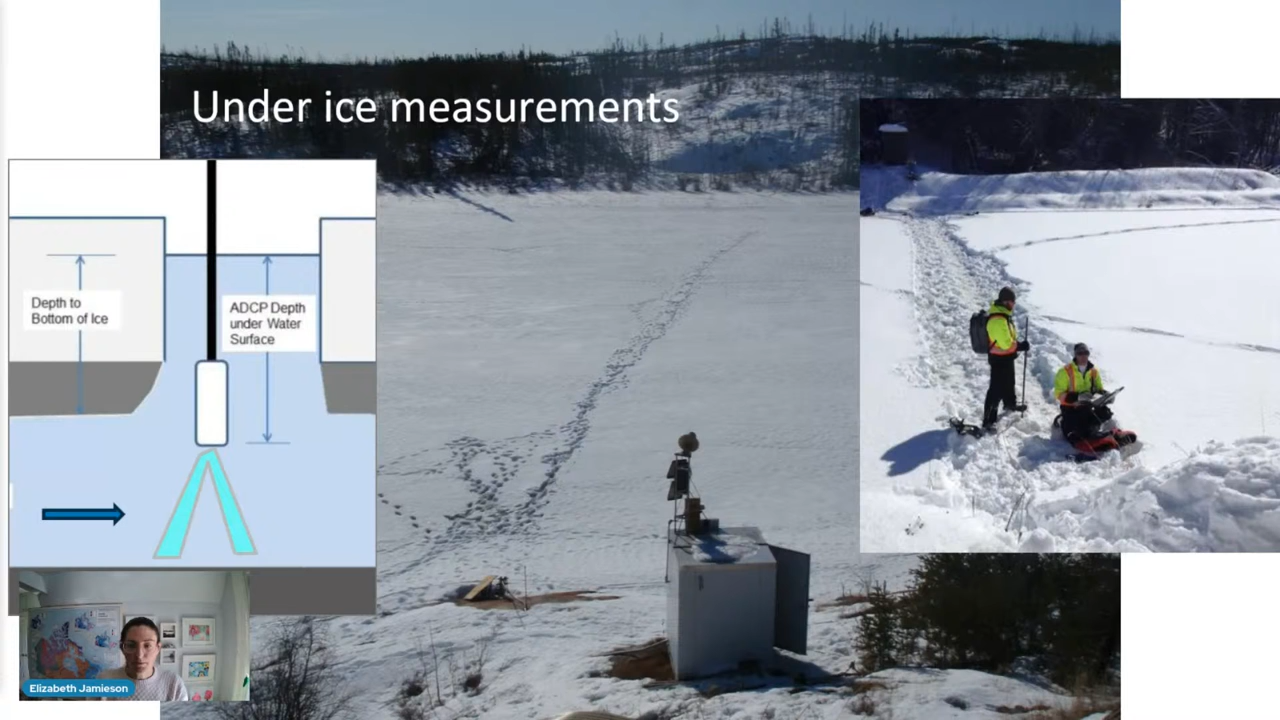 Under ice measurements
Depth to
Bottom of Ice
ADCP Depth
under Water
Surface
Elizabeth Jamieson